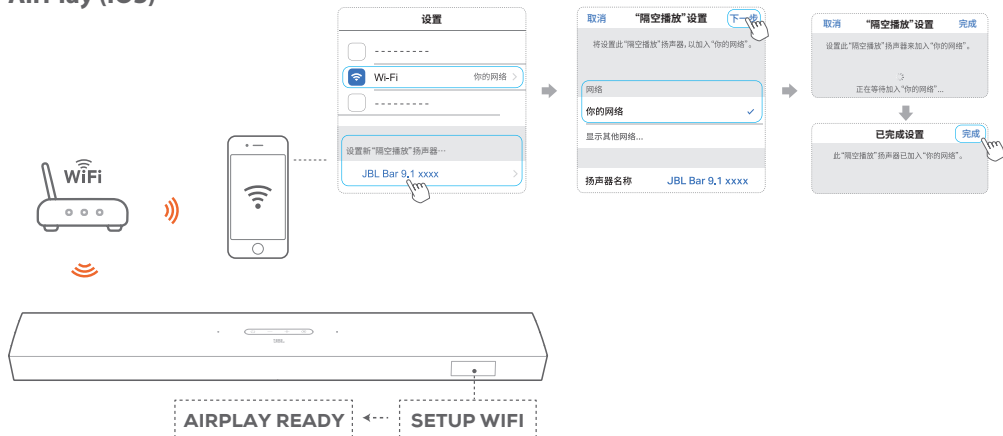 AirPlay (iOS)
设置
---------
Wi-Fi 你的网络
---------
设置新“隔空播放”扬声器…
JBL Bar 9.1 xxxx
取消 “隔空播放”设置 下一步
将设置此“隔空播放”扬声器,以加入“你的网络”。
网络
你的网络
显示其他网络...
扬声器名称 JBL Bar 9.1 xxxx
取消 “隔空播放”设置 完成
设置此“隔空播放”扬声器来加入“你的网络”。
正在等待加入“你的网络”...
已完成设置 完成
此“隔空播放”扬声器已加入“你的网络”。
WiFi
JBL
AIRPLAY READY
SETUP WIFI